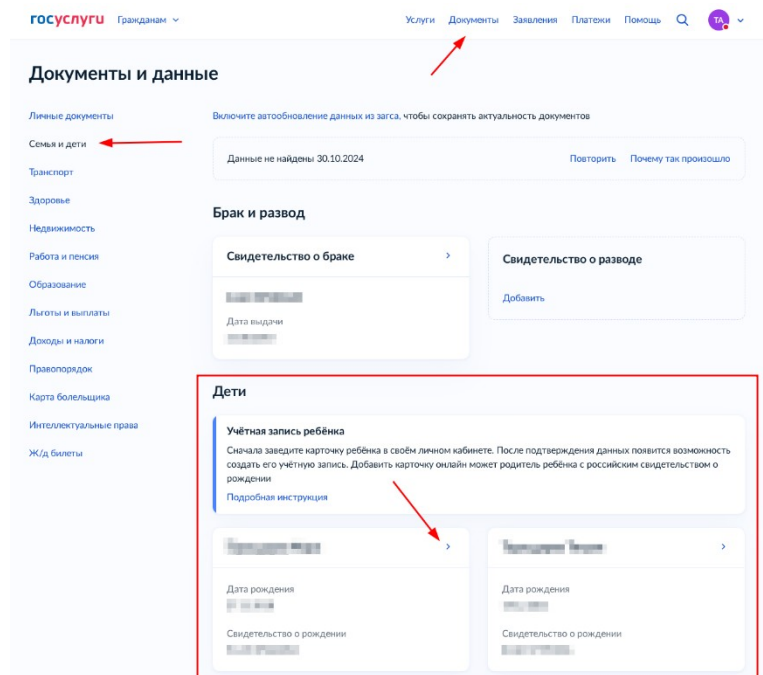 госуслуги Гражданам Услуги Документы Заявления Платежи Помощь ТА
Документы и данные
Личные документы
Семья и дети
Транспорт
Здоровье
Недвижимость
Работа и пенсия
Образование
Льготы и выплаты
Доходы и налоги
Правопорядок
Карта болельщика
Интеллектуальные права
Ж/д билеты
Включите автообновление данных из загса, чтобы сохранять актуальность документов
Данные не найдены 30.10.2024 Повторить Почему так произошло
Брак и развод
Свидетельство о браке
Дата выдачи
Свидетельство о разводе
Добавить
Дети
Учётная запись ребёнка
Сначала заведите карточку ребёнка в своём личном кабинете. После подтверждения данных появится возможность
создать его учётную запись. Добавить карточку онлайн может родитель ребёнка с российским свидетельством о
рождении
Подробная инструкция
Дата рождения
Свидетельство о рождении
Дата рождения
Свидетельство о рождении